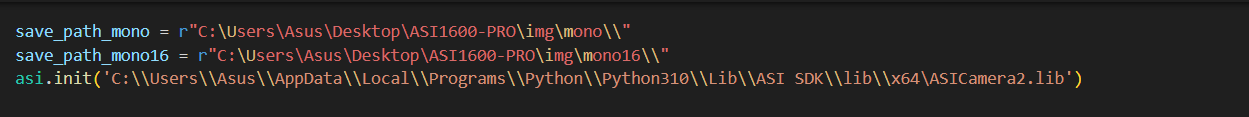 save_path_mono = r"C:\Users\Asus\Desktop\ASI1600-PRO\img\mono\\"
save_path_mono16 = r"C:\Users\Asus\Desktop\ASI1600-PRO\img\mono16\\"
asi.init('C:\\Users\\Asus\\AppData\\Local\\Programs\\Python\\Python310\\Lib\\ASI SDK\\lib\\x64\ASICamera2.lib')